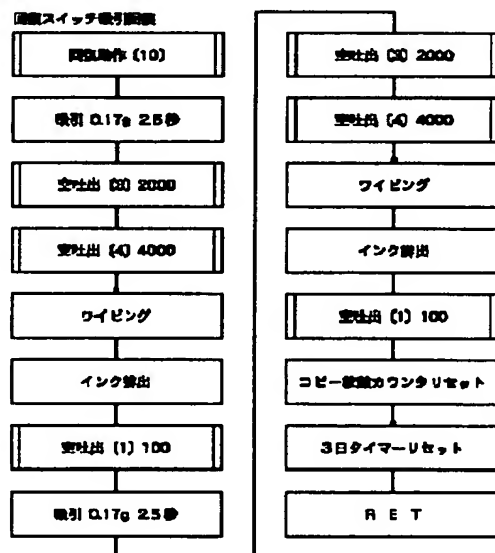 回復スイッチ吸引回復
回復動作 〔10〕
吸引 0.17g 2.5秒
空吐出 〔3〕 2000
空吐出 〔4〕 4000
ワイピング
インク排出
空吐出 〔1〕 100
吸引 0.17g 2.5秒
空吐出 〔3〕 2000
空吐出 〔4〕 4000
ワイピング
インク排出
空吐出 〔1〕 100
コピー枚数カウンタリセット
3日タイマーリセット
RET